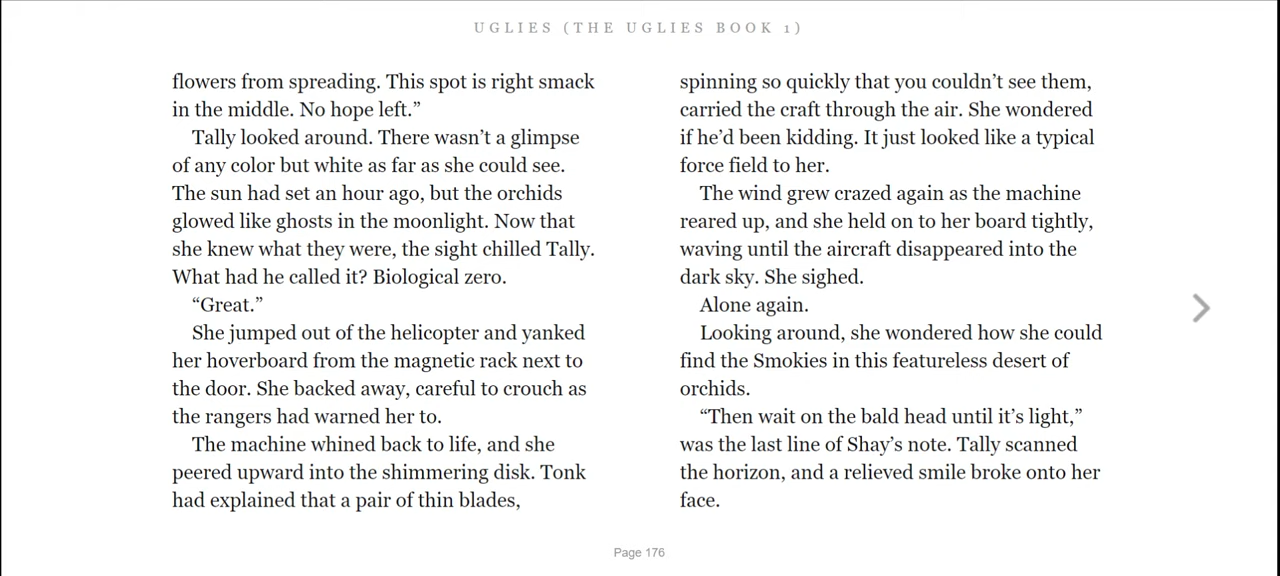 UGLIES (THE UGLIES BOOK 1)
flowers from spreading. This spot is right smack
in the middle. No hope left.”
Tally looked around. There wasn’t a glimpse
of any color but white as far as she could see.
The sun had set an hour ago, but the orchids
glowed like ghosts in the moonlight. Now that
she knew what they were, the sight chilled Tally.
What had he called it? Biological zero.
“Great.”
She jumped out of the helicopter and yanked
her hoverboard from the magnetic rack next to
the door. She backed away, careful to crouch as
the rangers had warned her to.
The machine whined back to life, and she
peered upward into the shimmering disk. Tonk
had explained that a pair of thin blades,
spinning so quickly that you couldn’t see them,
carried the craft through the air. She wondered
if he’d been kidding. It just looked like a typical
force field to her.
The wind grew crazed again as the machine
reared up, and she held on to her board tightly,
waving until the aircraft disappeared into the
dark sky. She sighed.
Alone again.
Looking around, she wondered how she could
find the Smokies in this featureless desert of
orchids.
“Then wait on the bald head until it’s light,”
was the last line of Shay’s note. Tally scanned
the horizon, and a relieved smile broke onto her
face.
Page 176